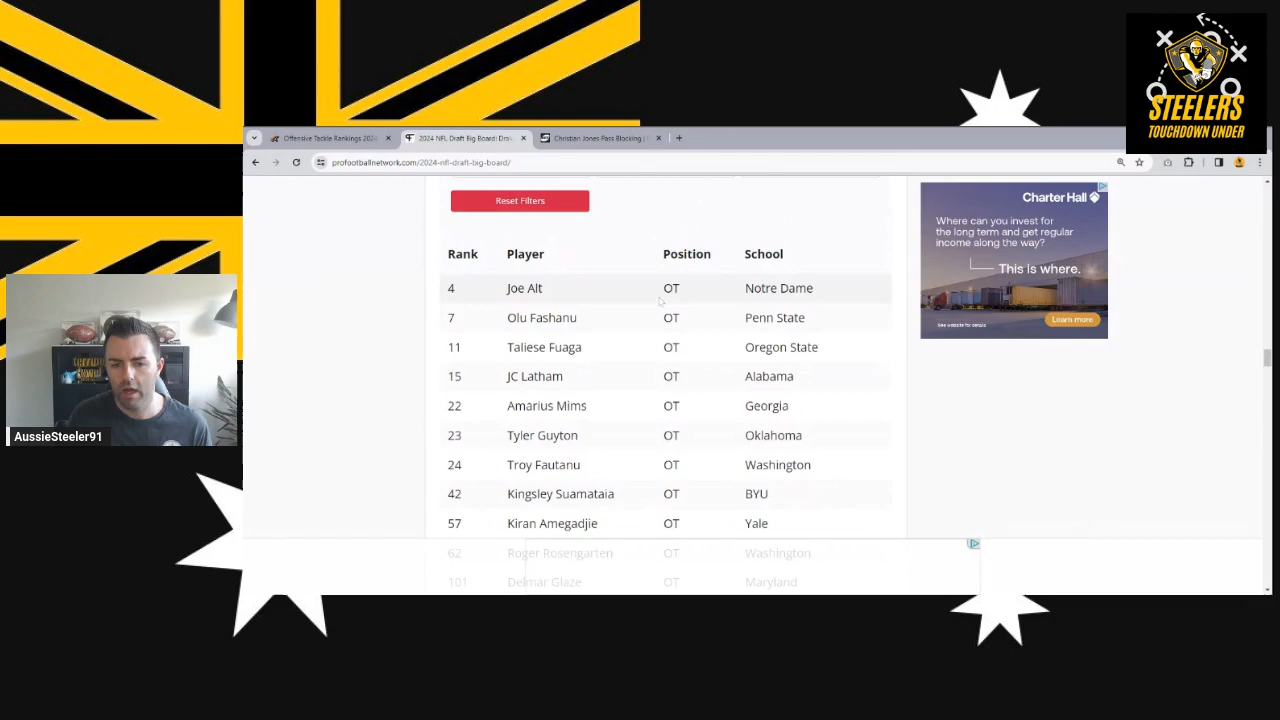 STEELERS
TOUCHDOWN UNDER
Offensive Tackle Rankings 2024
2024 NFL Draft Big Board: Dra
Christian Jones Pass Blocking |
profootballnetwork.com/2024-nfl-draft-big-board/
Reset Filters
Rank Player Position School
4 Joe Alt OT Notre Dame
7 Olu Fashanu OT Penn State
11 Taliese Fuaga OT Oregon State
15 JC Latham OT Alabama
22 Amarius Mims OT Georgia
23 Tyler Guyton OT Oklahoma
24 Troy Fautanu OT Washington
42 Kingsley Suamataia OT BYU
57 Kiran Amegadjie OT Yale
62 Roger Rosengarten OT Washington
101 Delmar Glaze OT Maryland
Charter Hall
Where can you invest for
the long term and get regular
income along the way?
This is where.
See website for details
Learn more
AussieSteeler91